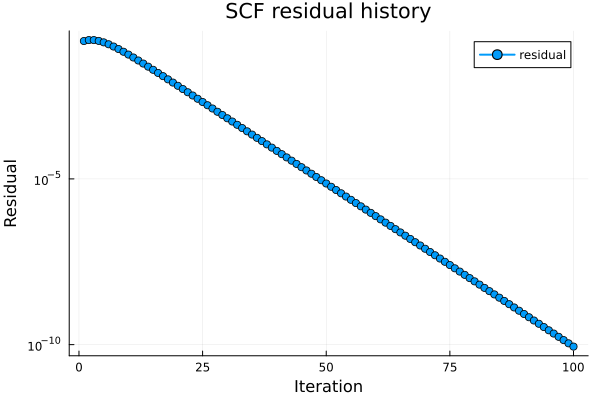 SCF residual history
residual
Residual
10⁻⁵
10⁻¹⁰
0 25 50 75 100
Iteration